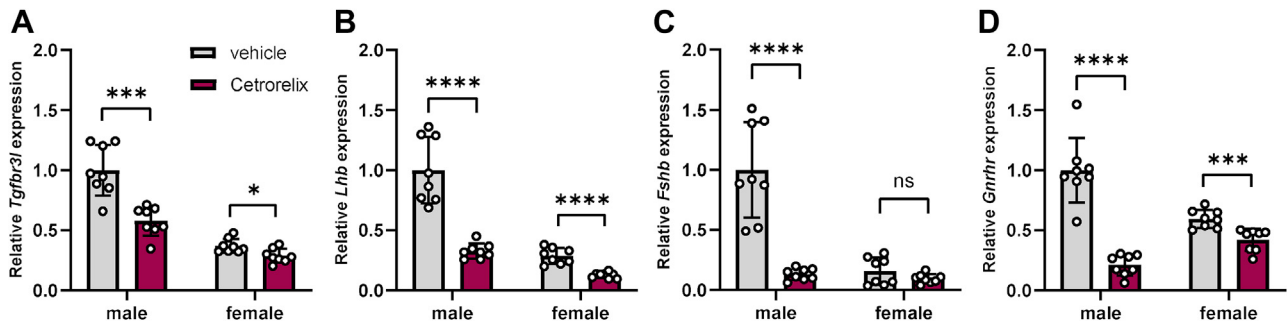 A
Relative Tgfbr3l expression
2.0
1.5
1.0
0.5
0.0
***
*
vehicle
Cetrorelix
male
female
B
Relative Lhb expression
2.0
1.5
1.0
0.5
0.0
****
****
male
female
C
Relative Fshb expression
2.0
1.5
1.0
0.5
0.0
****
ns
male
female
D
Relative Gnrhr expression
2.0
1.5
1.0
0.5
0.0
****
***
male
female